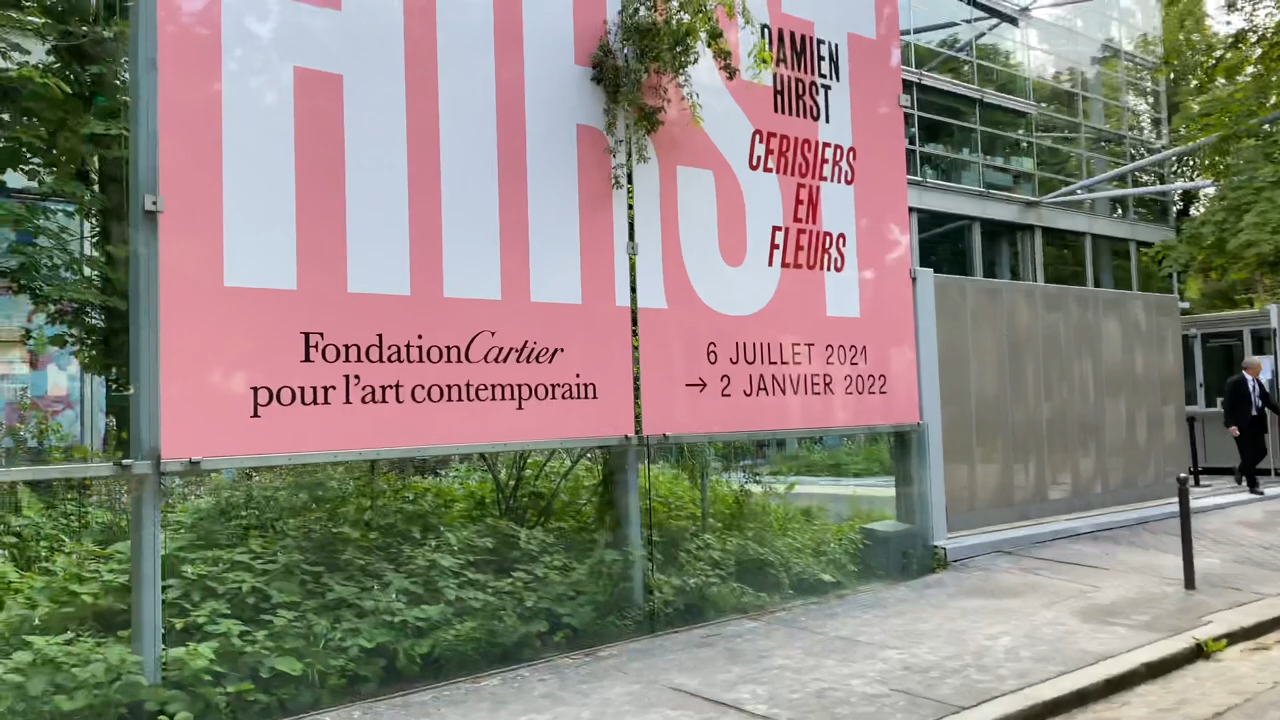 HIRST
DAMIEN
HIRST
CERISIERS
EN
FLEURS
FondationCartier
pour l'art contemporain
6 JUILLET 2021
→ 2 JANVIER 2022